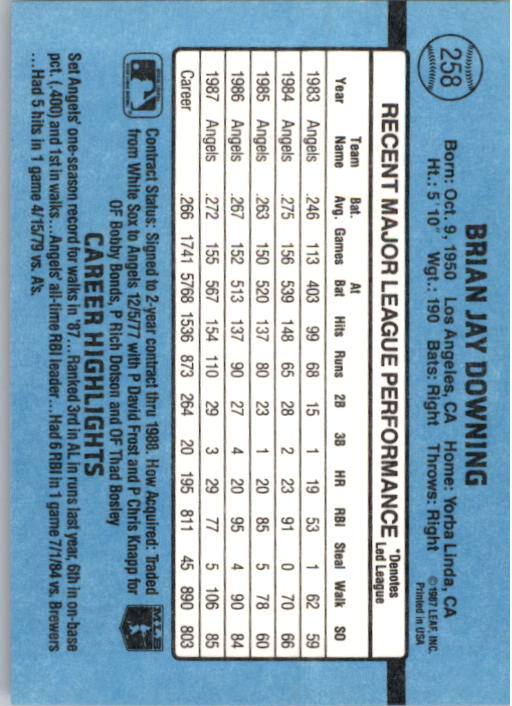 258
BRIAN JAY DOWNING
Born: Oct. 9, 1950 Los Angeles, CA Home: Yorba Linda, CA
Ht.: 5'10" Wgt.: 190 Bats: Right Throws: Right
©1987 LEAF, INC.
Printed in USA
RECENT MAJOR LEAGUE PERFORMANCE *Denotes Led League
Year Team Name Bat. Avg. Games At Bat Hits Runs 2B 3B HR RBI Steal Walk SO
1983 Angels .246 113 403 99 68 15 1 19 53 1 62 59
1984 Angels .275 156 539 148 65 28 2 23 91 0 70 66
1985 Angels .263 150 520 137 80 23 1 20 85 5 78 60
1986 Angels .267 152 513 137 90 27 4 20 95 4 90 84
1987 Angels .272 155 567 154 110 29 3 29 77 5 106 85
Career .266 1741 5768 1536 873 264 20 195 811 45 890 803
Contract Status: Signed to 2-year contract thru 1988. How Acquired: Traded
from White Sox to Angels 12/5/77 with P David Frost and P Chris Knapp for
OF Bobby Bonds, P Rich Dotson and OF Thad Bosley
MLB
CAREER HIGHLIGHTS
Set Angels' one-season record for walks in '87...Ranked 3rd in AL in runs last year, 6th in on-base
pct. (.400) and 1st in walks...Angels' all-time RBI leader...Had 6 RBI in 1 game 7/1/84 vs. Brewers
...Had 5 hits in 1 game 4/15/79 vs. A's.